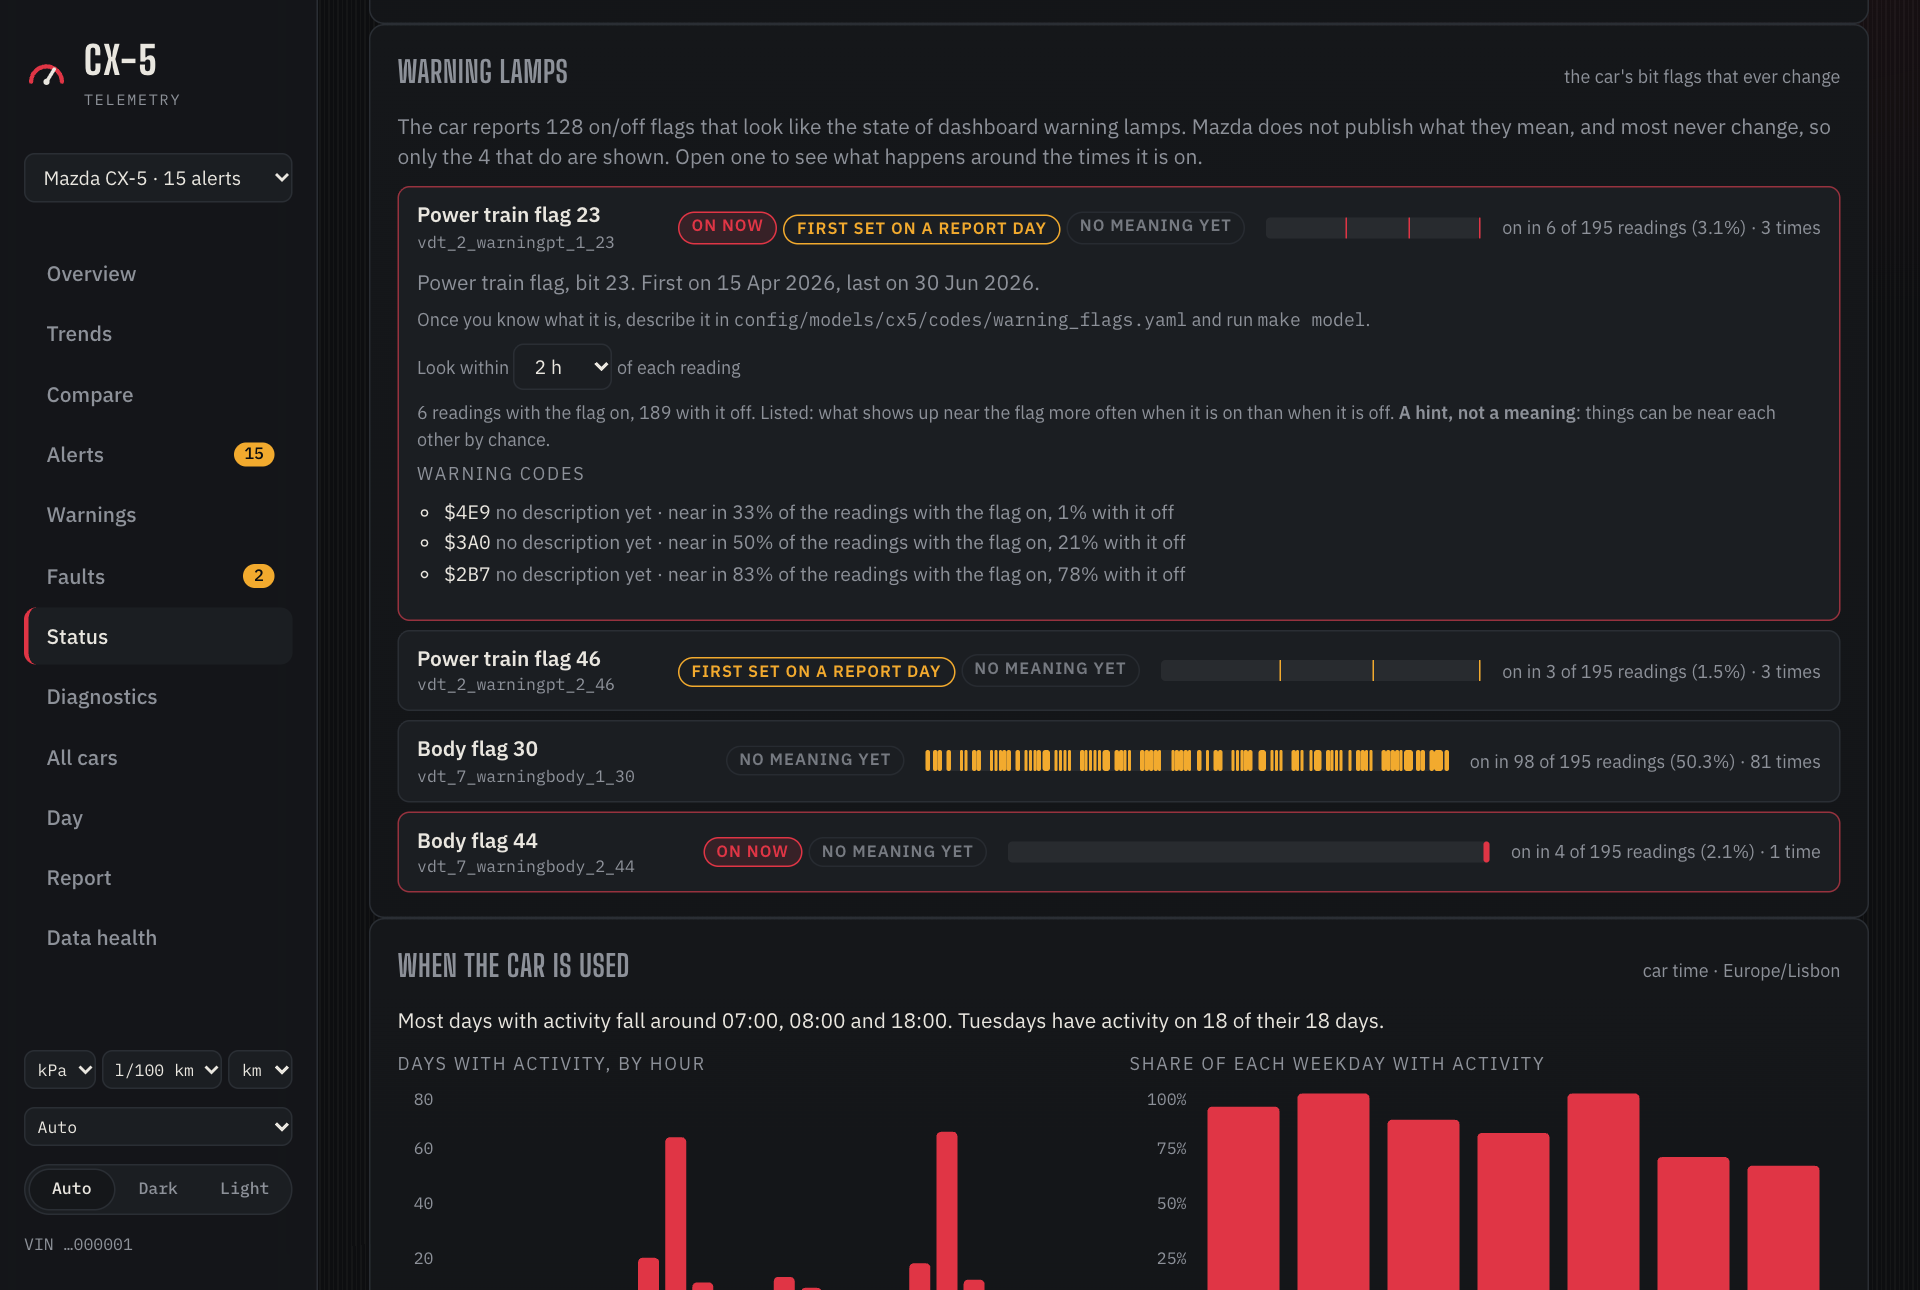 CX-5
TELEMETRY
Mazda CX-5 · 15 alerts
Overview
Trends
Compare
Alerts 15
Warnings
Faults 2
Status
Diagnostics
All cars
Day
Report
Data health
kPa l/100 km km
Auto
Auto Dark Light
VIN …000001
WARNING LAMPS
the car's bit flags that ever change
The car reports 128 on/off flags that look like the state of dashboard warning lamps. Mazda does not publish what they mean, and most never change, so
only the 4 that do are shown. Open one to see what happens around the times it is on.
Power train flag 23
vdt_2_warningpt_1_23
ON NOW FIRST SET ON A REPORT DAY NO MEANING YET on in 6 of 195 readings (3.1%) · 3 times
Power train flag, bit 23. First on 15 Apr 2026, last on 30 Jun 2026.
Once you know what it is, describe it in config/models/cx5/codes/warning_flags.yaml and run make model.
Look within 2 h of each reading
6 readings with the flag on, 189 with it off. Listed: what shows up near the flag more often when it is on than when it is off. A hint, not a meaning: things can be near each
other by chance.
WARNING CODES
$4E9 no description yet · near in 33% of the readings with the flag on, 1% with it off
$3A0 no description yet · near in 50% of the readings with the flag on, 21% with it off
$2B7 no description yet · near in 83% of the readings with the flag on, 78% with it off
Power train flag 46
vdt_2_warningpt_2_46
FIRST SET ON A REPORT DAY NO MEANING YET on in 3 of 195 readings (1.5%) · 3 times
Body flag 30
vdt_7_warningbody_1_30
NO MEANING YET on in 98 of 195 readings (50.3%) · 81 times
Body flag 44
vdt_7_warningbody_2_44
ON NOW NO MEANING YET on in 4 of 195 readings (2.1%) · 1 time
WHEN THE CAR IS USED
car time · Europe/Lisbon
Most days with activity fall around 07:00, 08:00 and 18:00. Tuesdays have activity on 18 of their 18 days.
DAYS WITH ACTIVITY, BY HOUR
80
60
40
20
SHARE OF EACH WEEKDAY WITH ACTIVITY
100%
75%
50%
25%